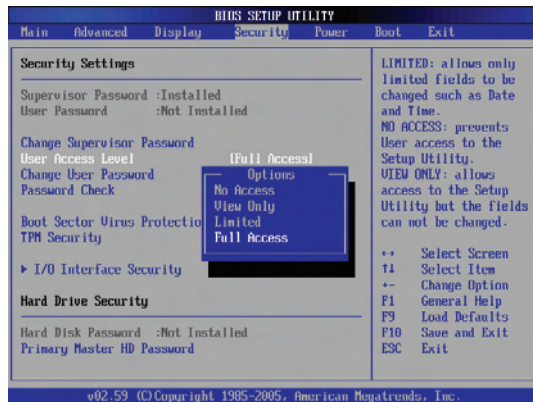 BIOS SETUP UTILITY
Main Advanced Display Security Power Boot Exit
Security Settings
Supervisor Password :Installed
User Password :Not Installed
Change Supervisor Password
User Access Level [Full Access]
Change User Password
Password Check
Boot Sector Virus Protectio
TPM Security
▶ I/O Interface Security
Hard Drive Security
Hard Disk Password :Not Installed
Primary Master HD Password
Options
No Access
View Only
Limited
Full Access
LIMITED: allows only
limited fields to be
changed such as Date
and Time.
NO ACCESS: prevents
User access to the
Setup Utility.
VIEW ONLY: allows
access to the Setup
Utility but the fields
can not be changed.
↔ Select Screen
↑↓ Select Item
+- Change Option
F1 General Help
F9 Load Defaults
F10 Save and Exit
ESC Exit
v02.59 (C)Copyright 1985-2005, American Megatrends, Inc.